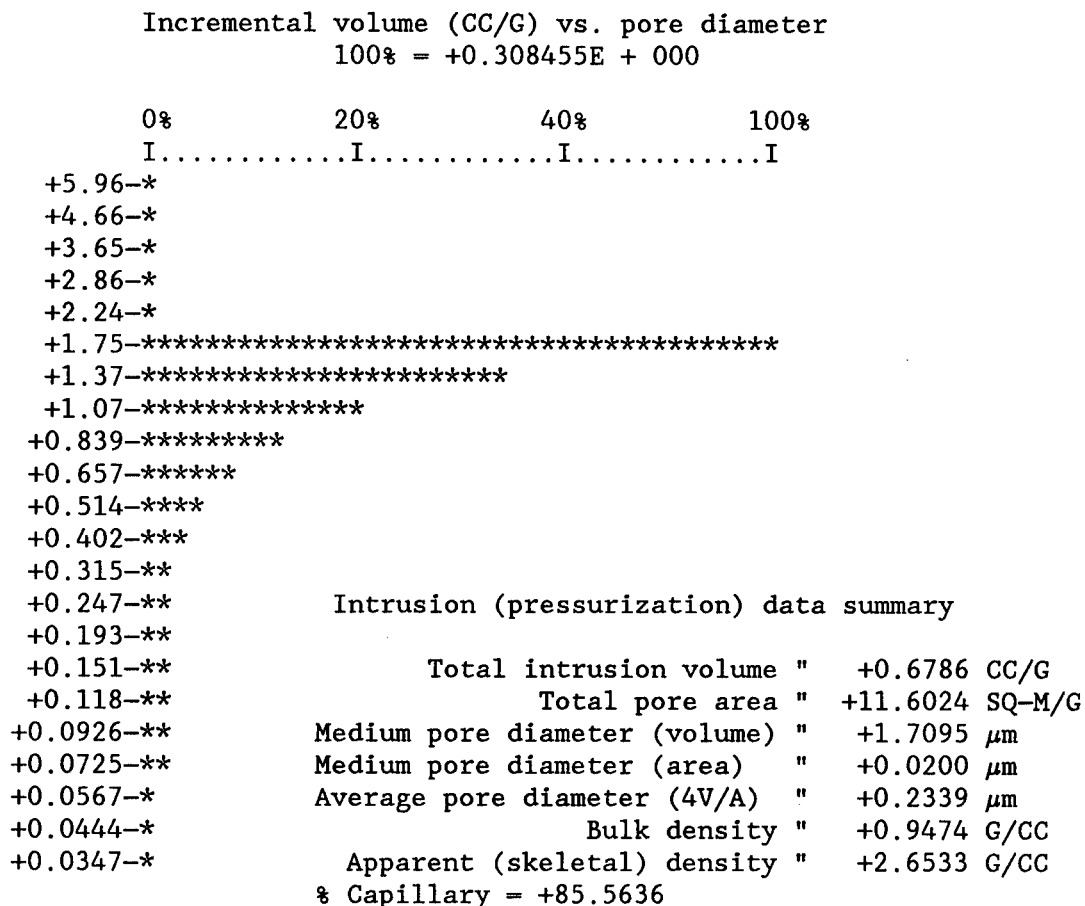 Incremental volume (CC/G) vs. pore diameter
100% = +0.308455E + 000
0% 20% 40% 100%
I............I............I............I
+5.96–*
+4.66–*
+3.65–*
+2.86–*
+2.24–*
+1.75–****************************************
+1.37–***********************
+1.07–**************
+0.839–*********
+0.657–******
+0.514–****
+0.402–***
+0.315–**
+0.247–** Intrusion (pressurization) data summary
+0.193–**
+0.151–** Total intrusion volume " +0.6786 CC/G
+0.118–** Total pore area " +11.6024 SQ–M/G
+0.0926–** Medium pore diameter (volume) " +1.7095 μm
+0.0725–** Medium pore diameter (area) " +0.0200 μm
+0.0567–* Average pore diameter (4V/A) " +0.2339 μm
+0.0444–* Bulk density " +0.9474 G/CC
+0.0347–* Apparent (skeletal) density " +2.6533 G/CC
% Capillary = +85.5636